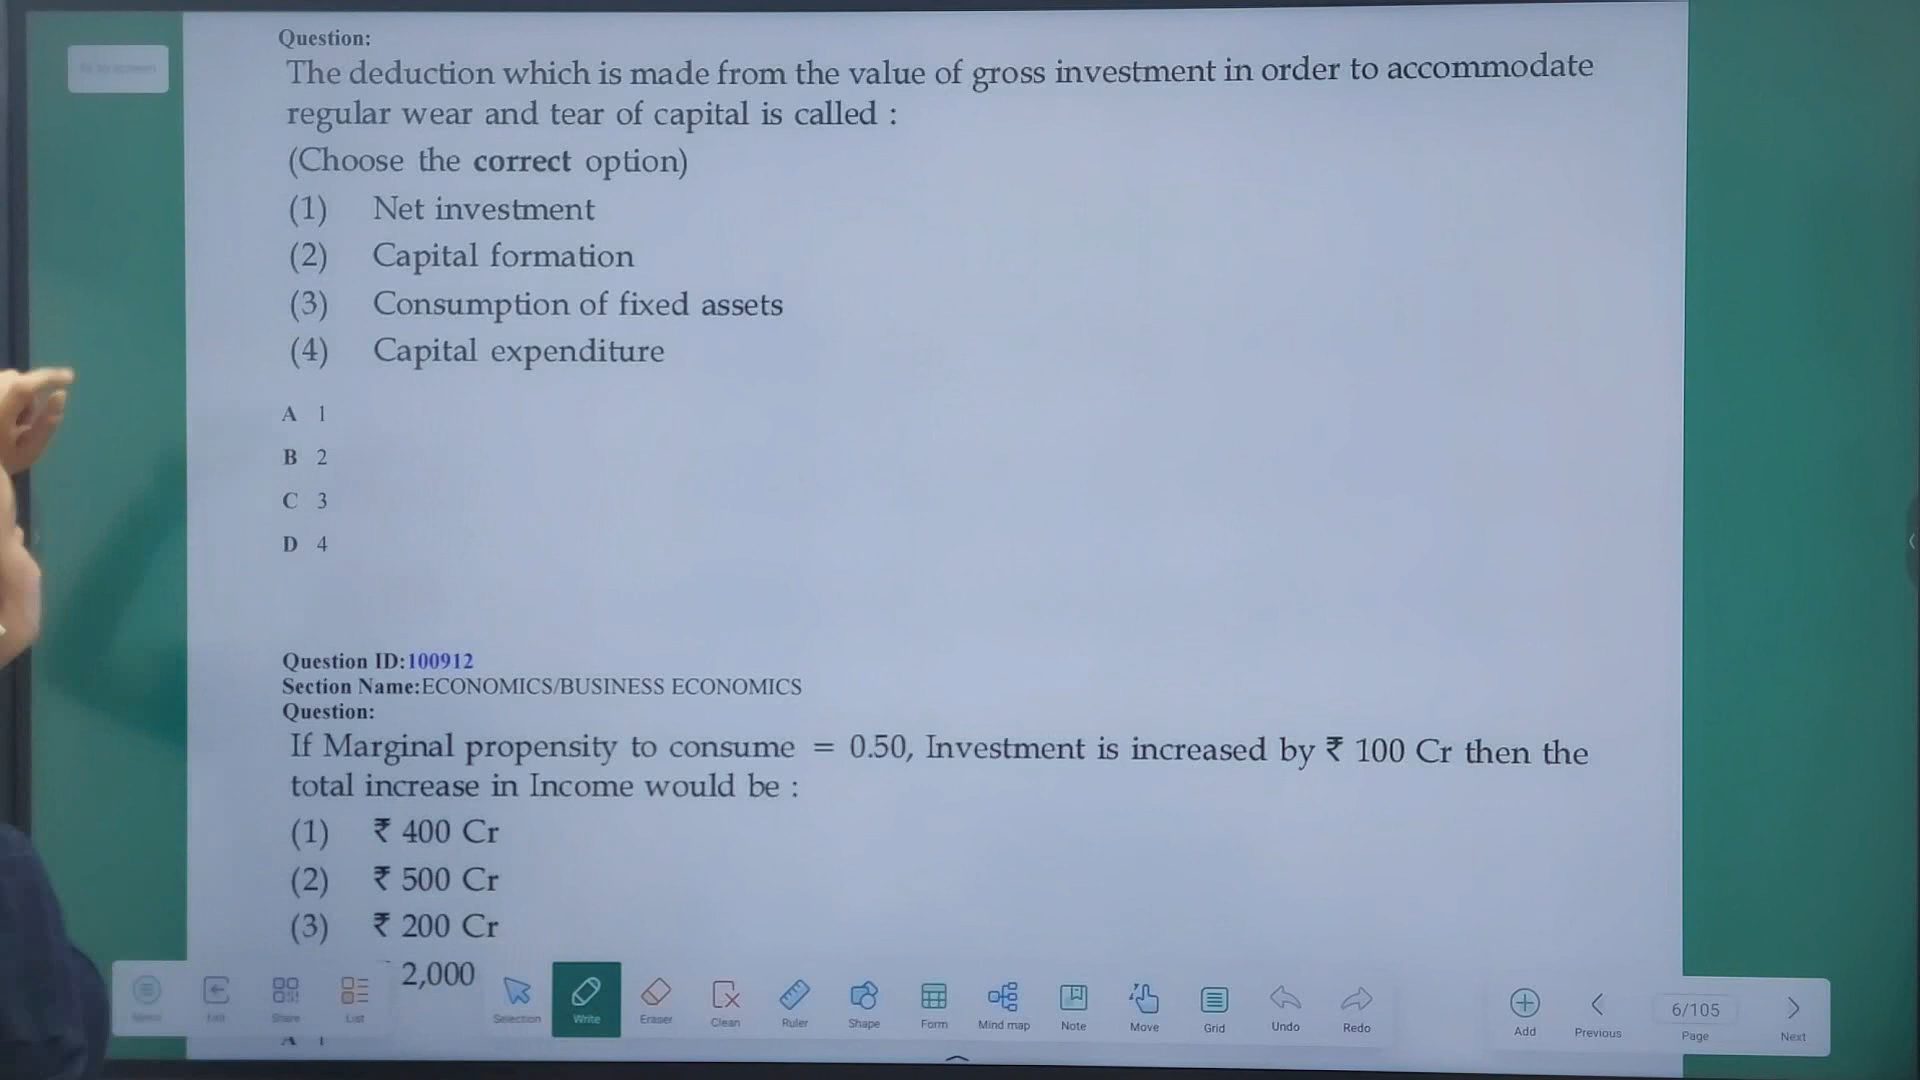 Question:
The deduction which is made from the value of gross investment in order to accommodate
regular wear and tear of capital is called :
(Choose the correct option)
(1) Net investment
(2) Capital formation
(3) Consumption of fixed assets
(4) Capital expenditure
A 1
B 2
C 3
D 4
Question ID:100912
Section Name:ECONOMICS/BUSINESS ECONOMICS
Question:
If Marginal propensity to consume = 0.50, Investment is increased by ₹ 100 Cr then the
total increase in Income would be :
(1) ₹ 400 Cr
(2) ₹ 500 Cr
(3) ₹ 200 Cr
2,000
Menu Exit Share List Selection Write Eraser Clean Ruler Shape Form Mind map Note Move Grid Undo Redo Add Previous 6/105 Page Next
A 1